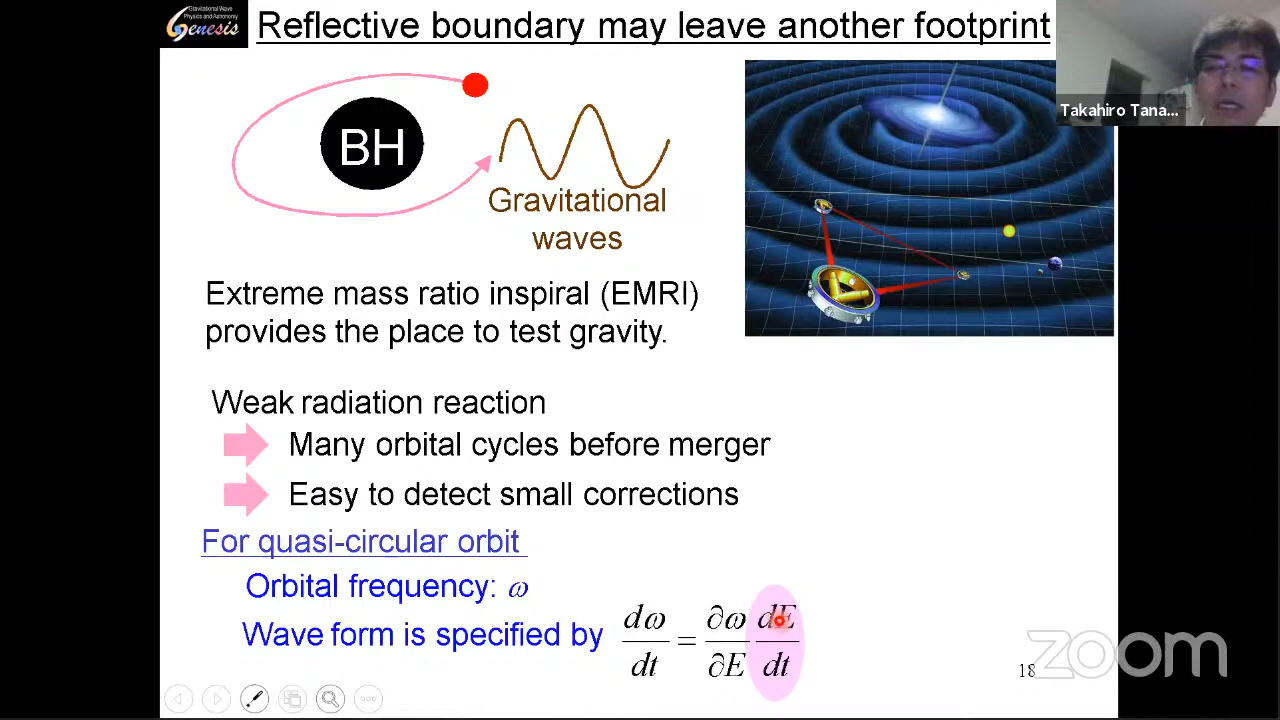 Gravitational Wave
Physics and Astronomy
Genesis
Reflective boundary may leave another footprint
Takahiro Tana...
BH
Gravitational
waves
Extreme mass ratio inspiral (EMRI)
provides the place to test gravity.
Weak radiation reaction
Many orbital cycles before merger
Easy to detect small corrections
For quasi-circular orbit
Orbital frequency: ω
Wave form is specified by dω/dt = ∂ω/∂E dE/dt
zoom
18